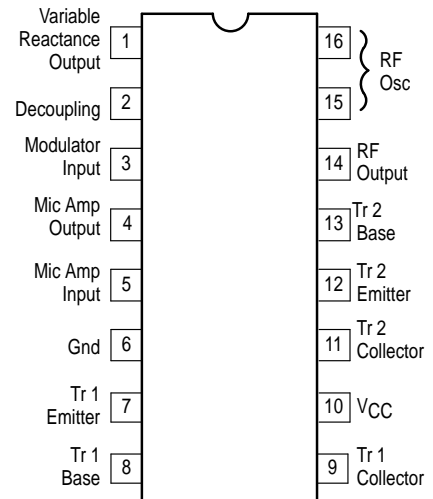 Variable
Reactance
Output
1
Decoupling
2
Modulator
Input
3
Mic Amp
Output
4
Mic Amp
Input
5
Gnd
6
Tr 1
Emitter
7
Tr 1
Base
8
16
RF
Osc
15
14
RF
Output
13
Tr 2
Base
12
Tr 2
Emitter
11
Tr 2
Collector
10
VCC
9
Tr 1
Collector